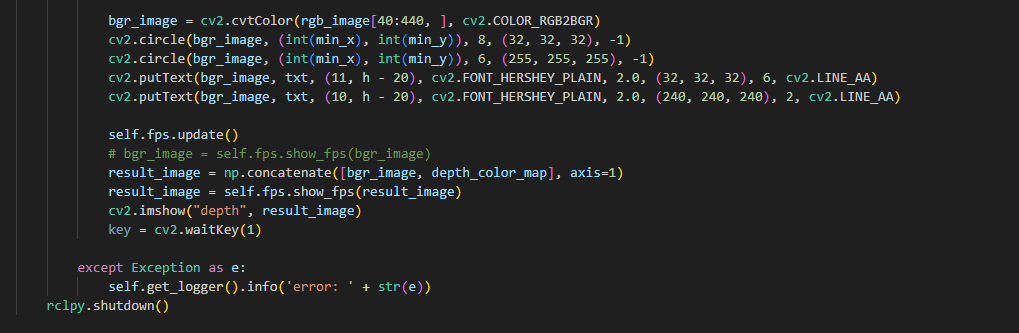 bgr_image = cv2.cvtColor(rgb_image[40:440, ], cv2.COLOR_RGB2BGR)
cv2.circle(bgr_image, (int(min_x), int(min_y)), 8, (32, 32, 32), -1)
cv2.circle(bgr_image, (int(min_x), int(min_y)), 6, (255, 255, 255), -1)
cv2.putText(bgr_image, txt, (11, h - 20), cv2.FONT_HERSHEY_PLAIN, 2.0, (32, 32, 32), 6, cv2.LINE_AA)
cv2.putText(bgr_image, txt, (10, h - 20), cv2.FONT_HERSHEY_PLAIN, 2.0, (240, 240, 240), 2, cv2.LINE_AA)
self.fps.update()
# bgr_image = self.fps.show_fps(bgr_image)
result_image = np.concatenate([bgr_image, depth_color_map], axis=1)
result_image = self.fps.show_fps(result_image)
cv2.imshow("depth", result_image)
key = cv2.waitKey(1)
except Exception as e:
self.get_logger().info('error: ' + str(e))
rclpy.shutdown()